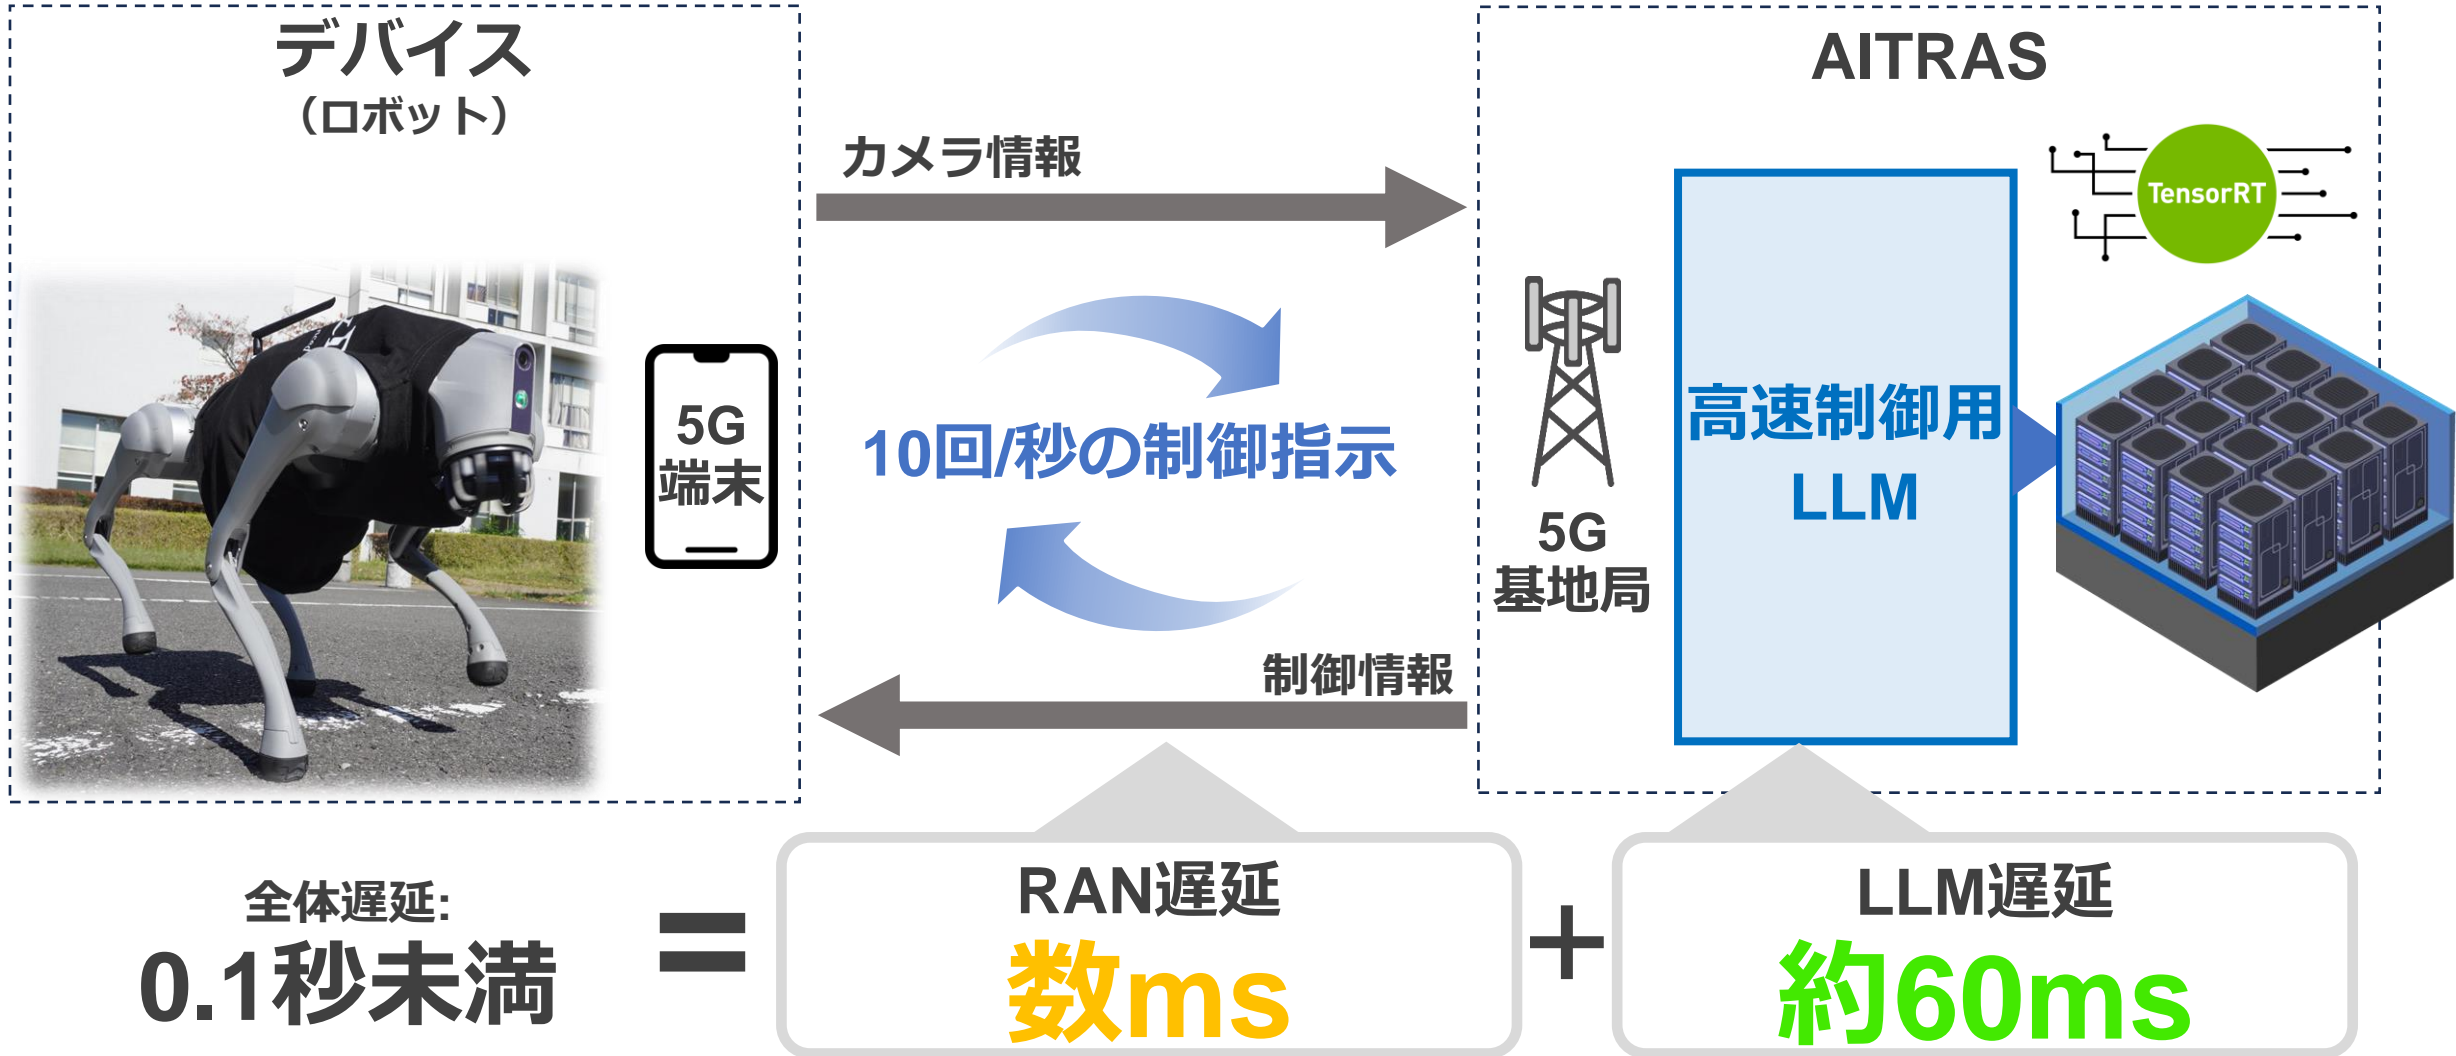 デバイス
（ロボット）
AITRAS
カメラ情報
TensorRT
5G
端末
10回/秒の制御指示
高速制御用
LLM
5G
基地局
制御情報
全体遅延:
0.1秒未満
=
RAN遅延
数ms
+
LLM遅延
約60ms